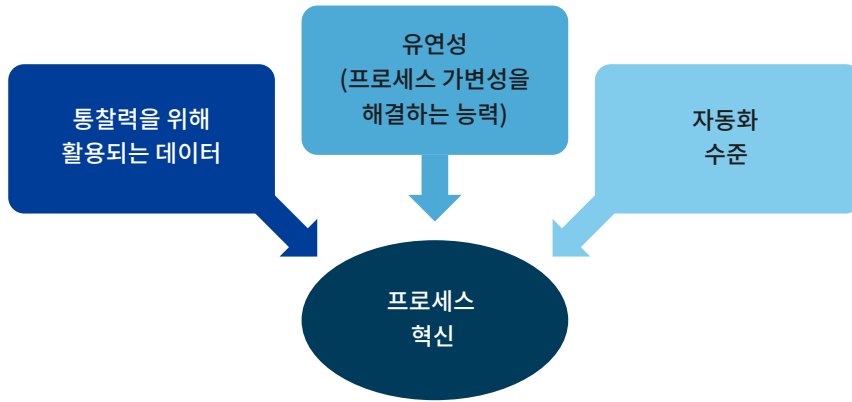 통찰력을 위해
활용되는 데이터
유연성
(프로세스 가변성을
해결하는 능력)
자동화
수준
프로세스
혁신